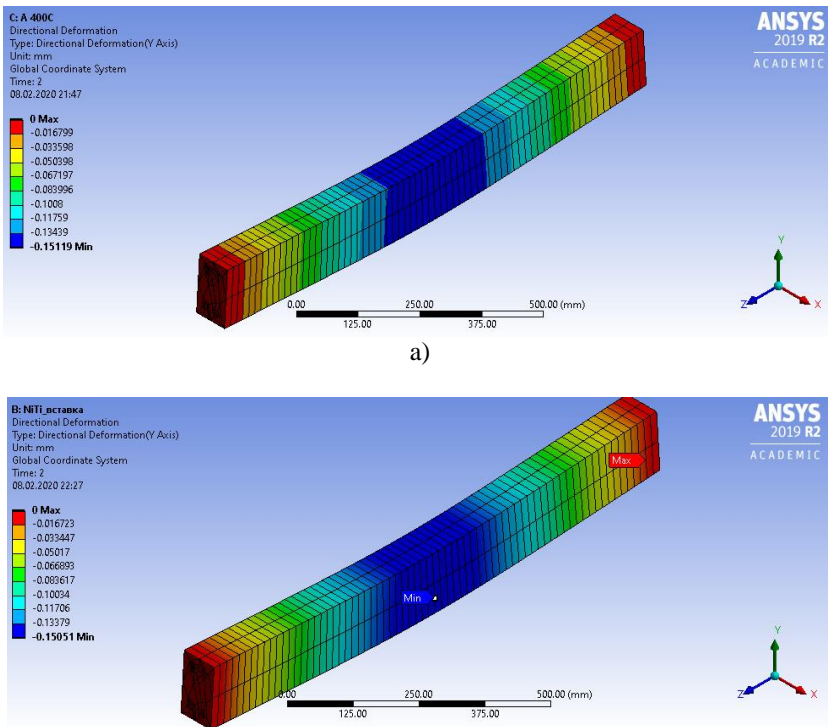 C: A 400C
Directional Deformation
Type: Directional Deformation(Y Axis)
Unit: mm
Global Coordinate System
Time: 2
08.02.2020 21:47
0 Max
-0.016799
-0.033598
-0.050398
-0.067197
-0.083996
-0.1008
-0.11759
-0.13439
-0.15119 Min
ANSYS
2019 R2
ACADEMIC
0.00 250.00 500.00 (mm)
125.00 375.00
Y
Z X
a)
B: NiTi_вставка
Directional Deformation
Type: Directional Deformation(Y Axis)
Unit: mm
Global Coordinate System
Time: 2
08.02.2020 22:27
0 Max
-0.016723
-0.033447
-0.05017
-0.066893
-0.083617
-0.10034
-0.11706
-0.13379
-0.15051 Min
ANSYS
2019 R2
ACADEMIC
Max
Min
0.00 250.00 500.00 (mm)
125.00 375.00
Y
Z X